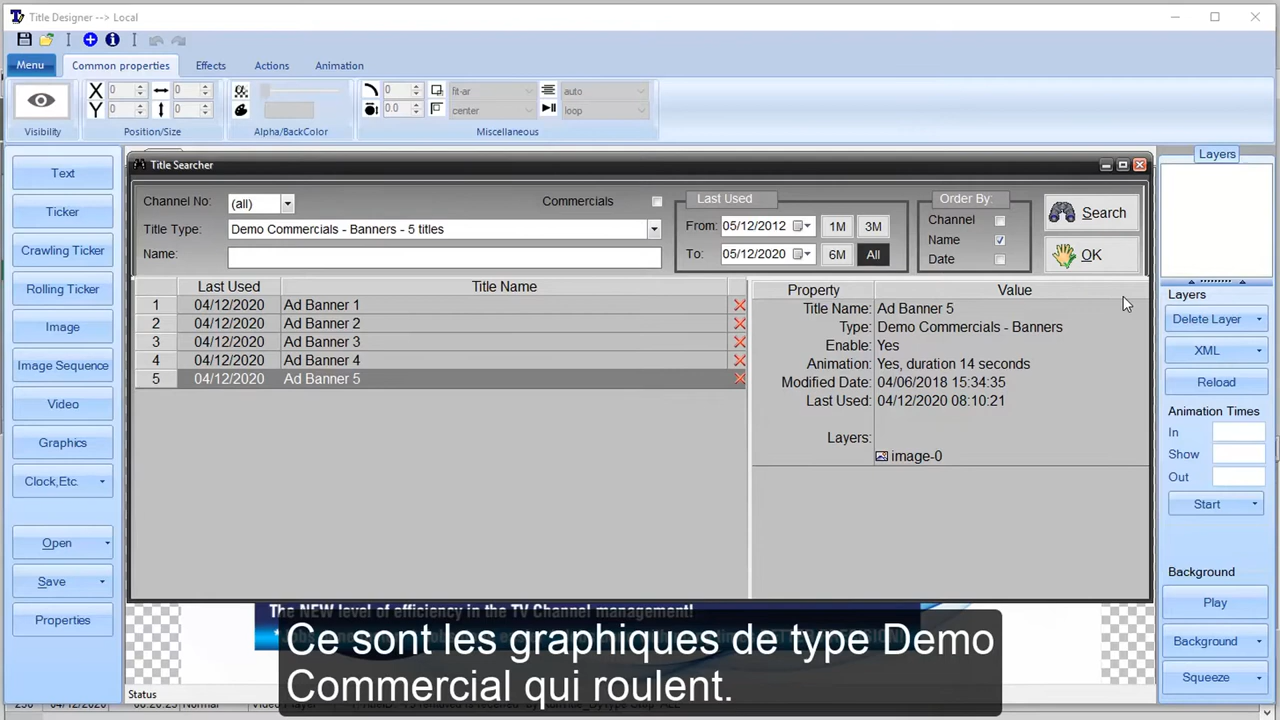 Title Designer --> Local
Menu
Common properties
Effects
Actions
Animation
X 0 0
Y 0 0
0 fit-ar auto
0.0 center loop
Visibility
Position/Size
Alpha/BackColor
Miscellaneous
Text
Ticker
Crawling Ticker
Rolling Ticker
Image
Image Sequence
Video
Graphics
Clock,Etc.
Open
Save
Properties
Title Searcher
Channel No: (all)
Commercials
Title Type: Demo Commercials - Banners - 5 titles
Name:
Last Used
From: 05/12/2012 1M 3M
To: 05/12/2020 6M All
Order By:
Channel
Name
Date
Search
OK
Last Used Title Name
1 04/12/2020 Ad Banner 1
2 04/12/2020 Ad Banner 2
3 04/12/2020 Ad Banner 3
4 04/12/2020 Ad Banner 4
5 04/12/2020 Ad Banner 5
Property Value
Title Name: Ad Banner 5
Type: Demo Commercials - Banners
Enable: Yes
Animation: Yes, duration 14 seconds
Modified Date: 04/06/2018 15:34:35
Last Used: 04/12/2020 08:10:21
Layers:
image-0
Layers
Layers
Delete Layer
XML
Reload
Animation Times
In
Show
Out
Start
Background
Play
Background
Squeeze
The NEW level of efficiency in the TV Channel management!
Ce sont les graphiques de type Demo
Commercial qui roulent.
Status